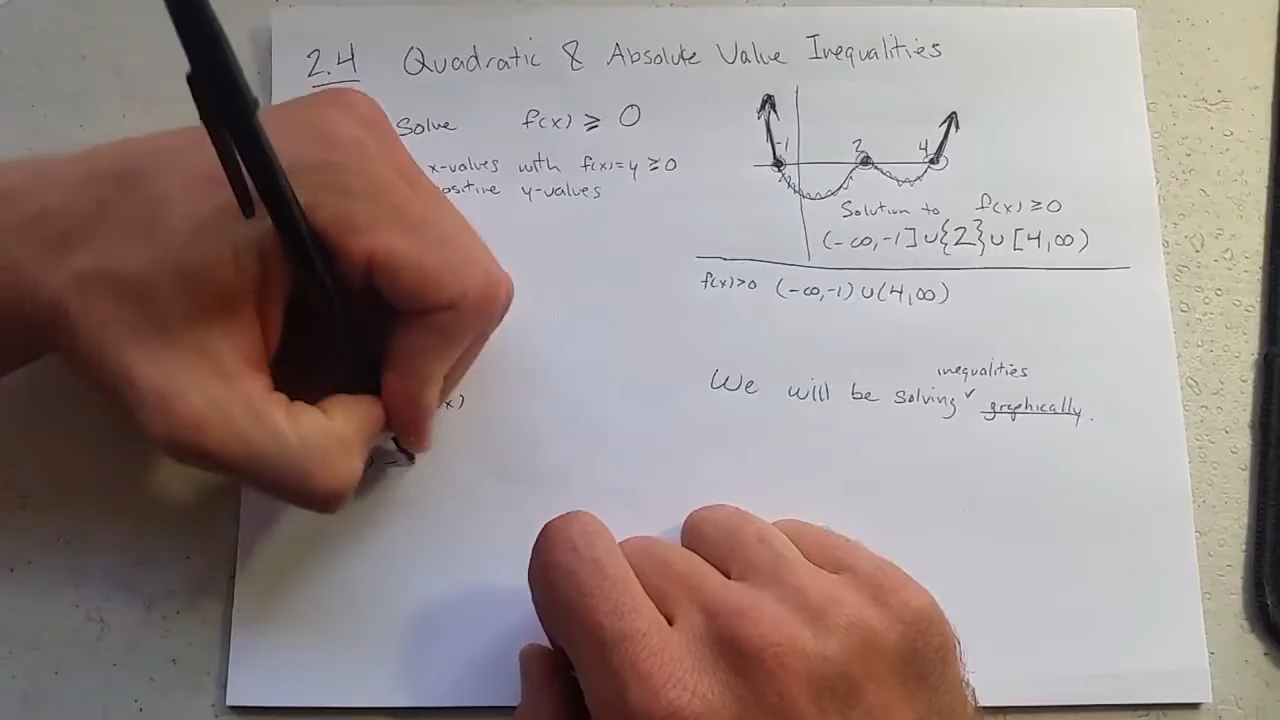 2.4 Quadratic & Absolute Value Inequalities
Solve f(x) ≥ 0
x-values with f(x)=y ≥ 0
y-values
-1 2 4
Solution to f(x) ≥ 0
(-∞,-1]∪{2}∪[4,∞)
f(x)>0 (-∞,-1)∪(4,∞)
inequalities
We will be solving ˅ graphically.
x)